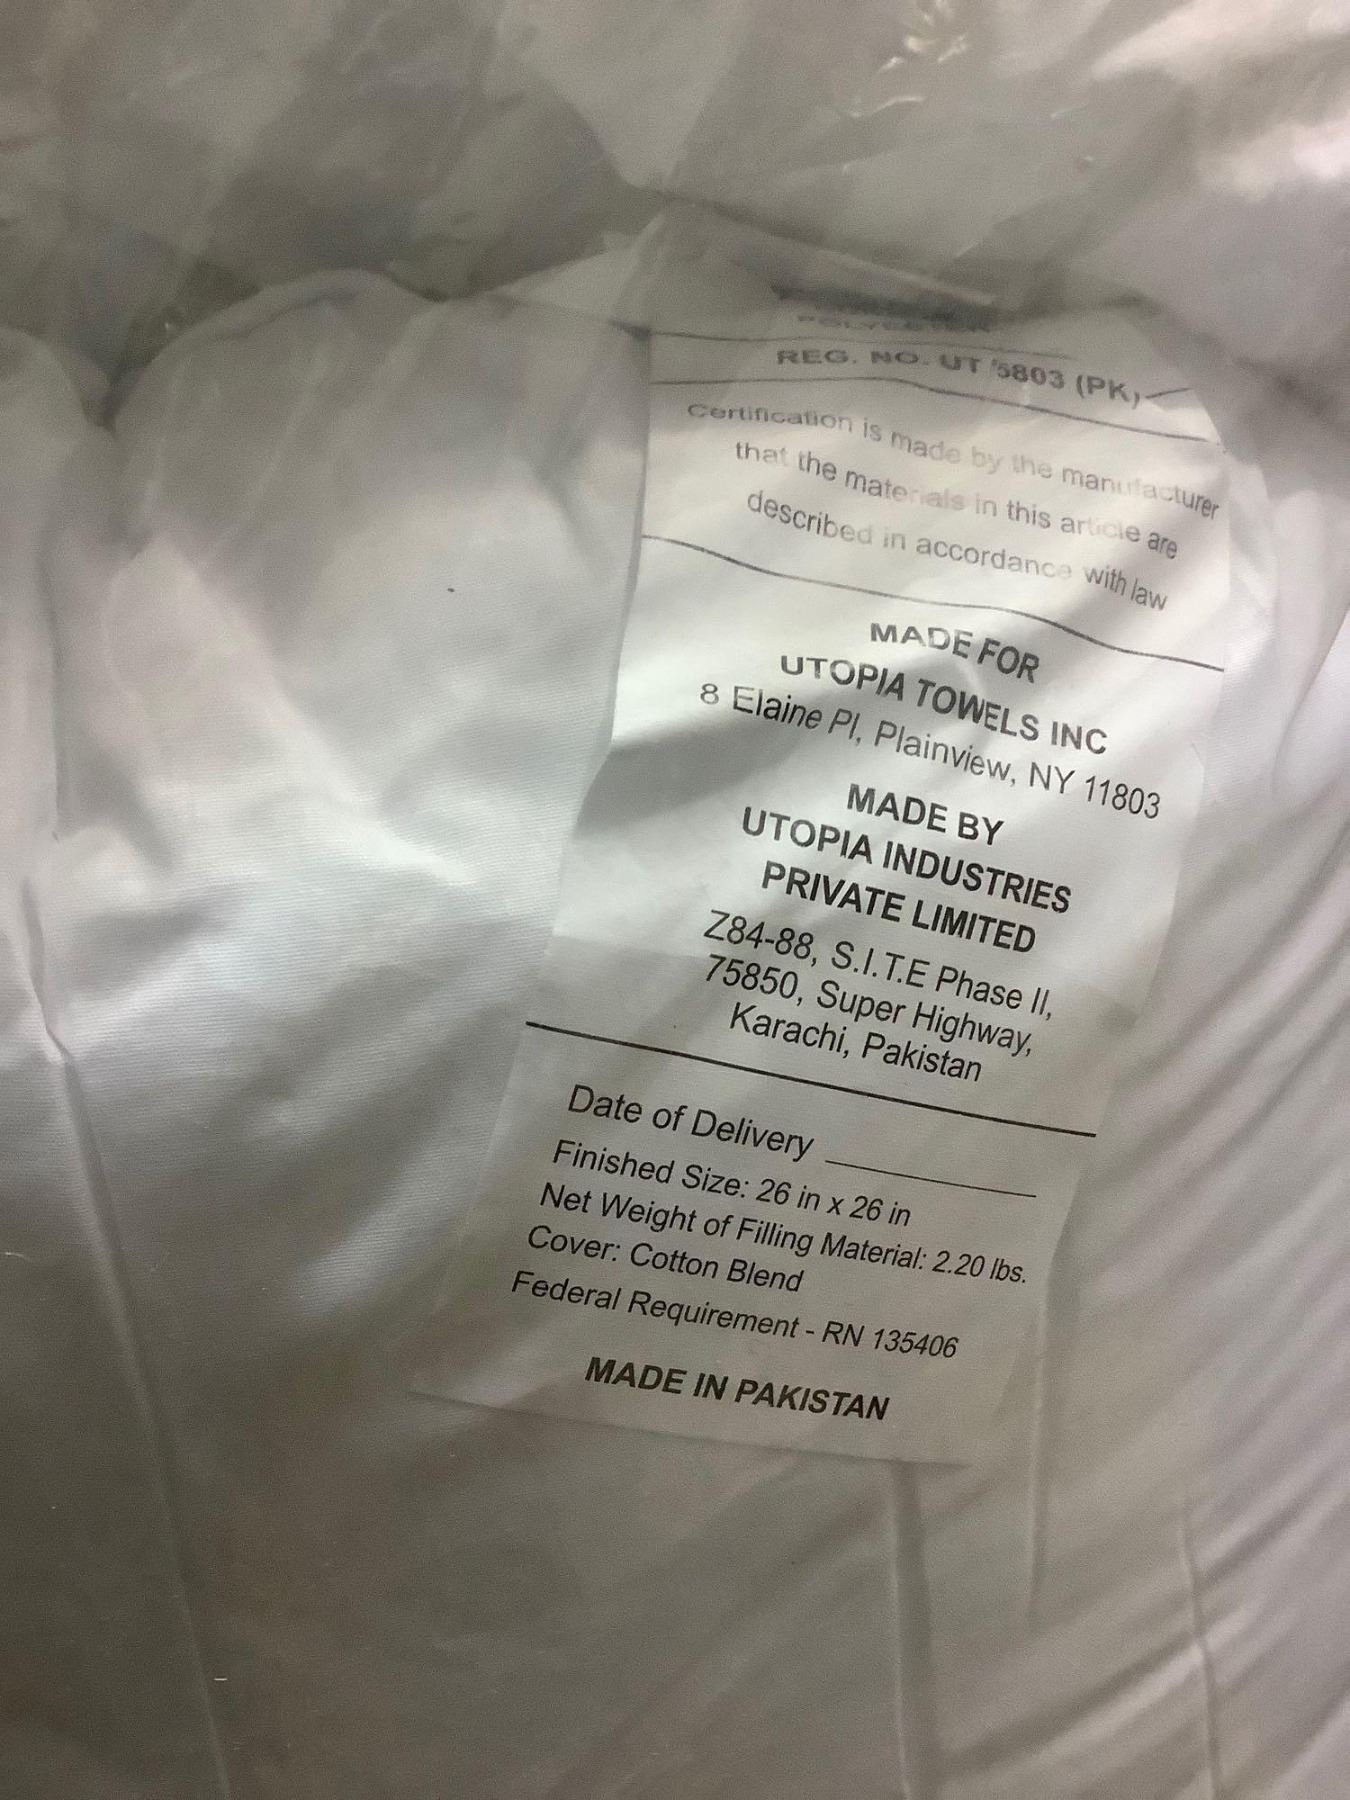 POLYESTER
REG. NO. UT 5803 (PK)
Certification is made by the manufacturer
that the materials in this article are
described in accordance with law
MADE FOR
UTOPIA TOWELS INC
8 Elaine Pl, Plainview, NY 11803
MADE BY
UTOPIA INDUSTRIES
PRIVATE LIMITED
Z84-88, S.I.T.E Phase II,
75850, Super Highway,
Karachi, Pakistan
Date of Delivery
Finished Size: 26 in x 26 in
Net Weight of Filling Material: 2.20 lbs.
Cover: Cotton Blend
Federal Requirement - RN 135406
MADE IN PAKISTAN